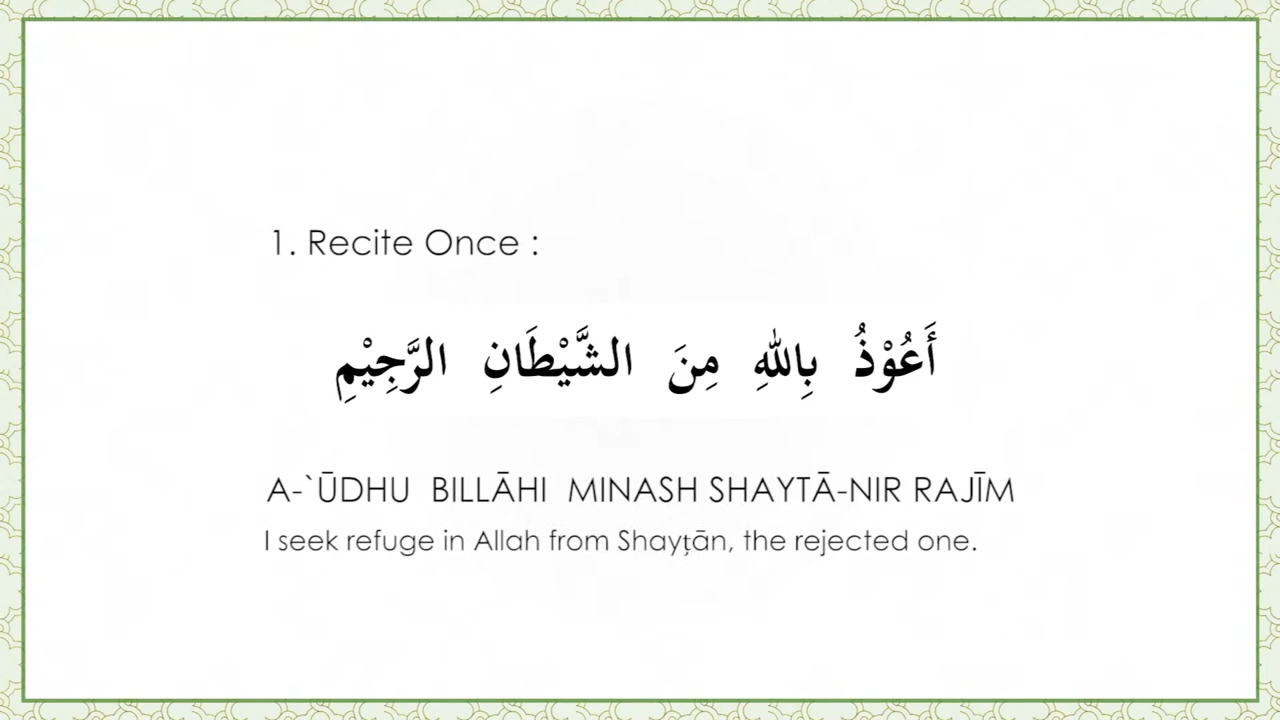 1. Recite Once :
أَعُوْذُ بِاللهِ مِنَ الشَّيْطَانِ الرَّجِيْمِ
A-`ŪDHU BILLĀHI MINASH SHAYTĀ-NIR RAJĪM
I seek refuge in Allah from Shayṭān, the rejected one.